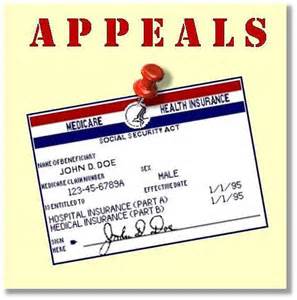 APPEALS
MEDICARE HEALTH INSURANCE
SOCIAL SECURITY ACT
NAME OF BENEFICIARY
JOHN D. DOE
MEDICARE CLAIM NUMBER SEX
123-45-6789A MALE
IS ENTITLED TO EFFECTIVE DATE
HOSPITAL INSURANCE (PART A) 1/1/95
MEDICAL INSURANCE (PART B) 1/1/95
SIGN
HERE John D Doe